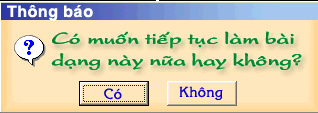 Thông báo
Có muốn tiếp tục làm bài
dạng này nữa hay không?
Có
Không